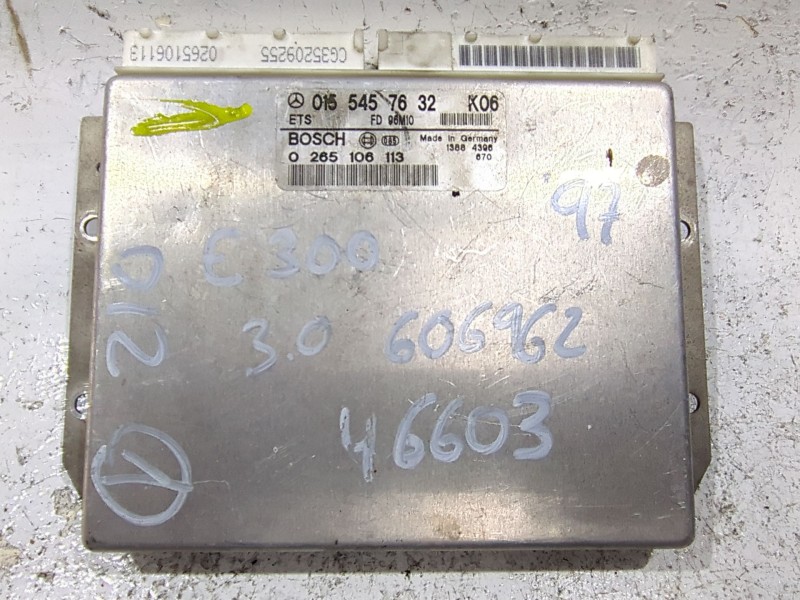 0265106113
CG35209255
015 545 76 32 K06
ETS FD 96M10
BOSCH Made in Germany
1388 4396
0 265 106 113 670
97
210 E 300
3.0 606962
46603